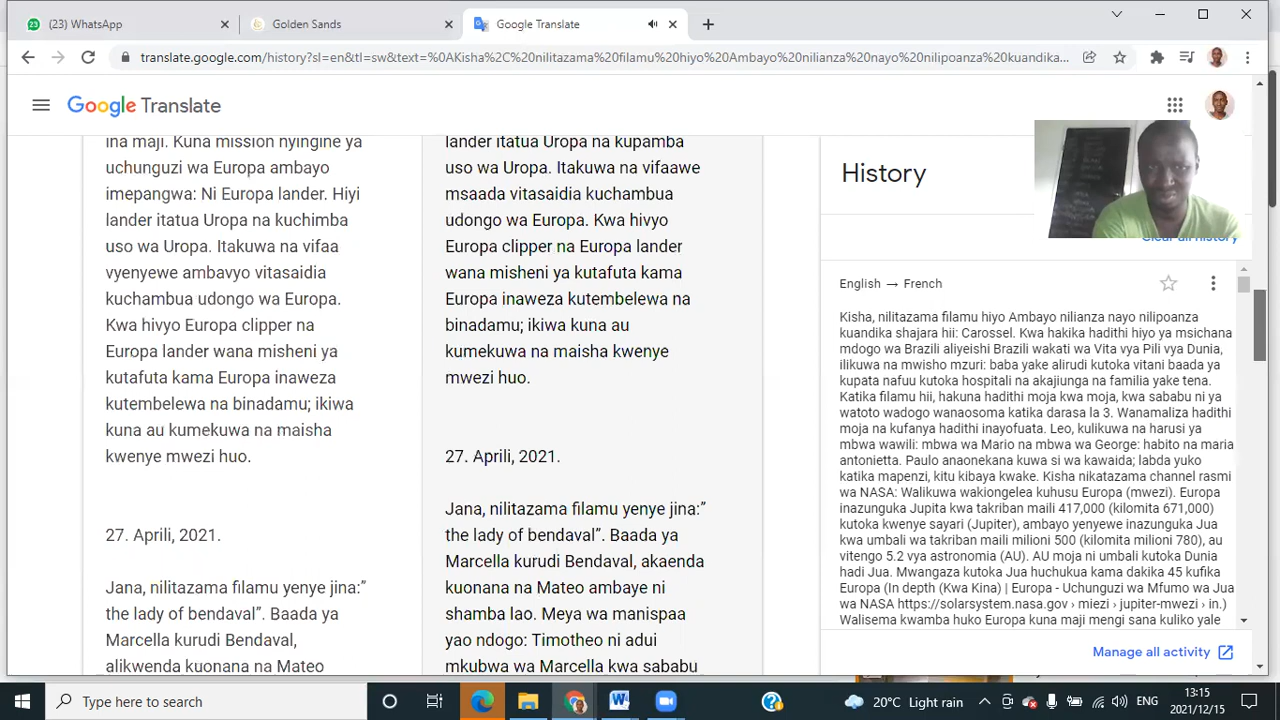 (23) WhatsApp
Golden Sands
Google Translate
translate.google.com/history?sl=en&tl=sw&text=%0AKisha%2C%20nilitazama%20filamu%20hiyo%20Ambayo%20nilianza%20nayo%20nilipoanza%20kuandika...
Google Translate
ina maji. Kuna mission nyingine ya
uchunguzi wa Europa ambayo
imepangwa: Ni Europa lander. Hiyi
lander itatua Uropa na kuchimba
uso wa Uropa. Itakuwa na vifaa
vyenyewe ambavyo vitasaidia
kuchambua udongo wa Europa.
Kwa hivyo Europa clipper na
Europa lander wana misheni ya
kutafuta kama Europa inaweza
kutembelewa na binadamu; ikiwa
kuna au kumekuwa na maisha
kwenye mwezi huo.
27. Aprili, 2021.
Jana, nilitazama filamu yenye jina:”
the lady of bendaval”. Baada ya
Marcella kurudi Bendaval,
alikwenda kuonana na Mateo
lander itatua Uropa na kupamba
uso wa Uropa. Itakuwa na vifaawe
msaada vitasaidia kuchambua
udongo wa Europa. Kwa hivyo
Europa clipper na Europa lander
wana misheni ya kutafuta kama
Europa inaweza kutembelewa na
binadamu; ikiwa kuna au
kumekuwa na maisha kwenye
mwezi huo.
27. Aprili, 2021.
Jana, nilitazama filamu yenye jina:”
the lady of bendaval”. Baada ya
Marcella kurudi Bendaval, akaenda
kuonana na Mateo ambaye ni
shamba lao. Meya wa manispaa
yao ndogo: Timotheo ni adui
mkubwa wa Marcella kwa sababu
History
Clear all history
English → French
Kisha, nilitazama filamu hiyo Ambayo nilianza nayo nilipoanza
kuandika shajara hii: Carossel. Kwa hakika hadithi hiyo ya msichana
mdogo wa Brazili aliyeishi Brazili wakati wa Vita vya Pili vya Dunia,
ilikuwa na mwisho mzuri: baba yake alirudi kutoka vitani baada ya
kupata nafuu kutoka hospitali na akajiunga na familia yake tena.
Katika filamu hii, hakuna hadithi moja kwa moja, kwa sababu ni ya
watoto wadogo wanaosoma katika darasa la 3. Wanamaliza hadithi
moja na kufanya hadithi inayofuata. Leo, kulikuwa na harusi ya
mbwa wawili: mbwa wa Mario na mbwa wa George: habito na maria
antonietta. Paulo anaonekana kuwa si wa kawaida; labda yuko
katika mapenzi, kitu kibaya kwake. Kisha nikatazama channel rasmi
wa NASA: Walikuwa wakiongelea kuhusu Europa (mwezi). Europa
inazunguka Jupita kwa takriban maili 417,000 (kilomita 671,000)
kutoka kwenye sayari (Jupiter), ambayo yenyewe inazunguka Jua
kwa umbali wa takriban maili milioni 500 (kilomita milioni 780), au
vitengo 5.2 vya astronomia (AU). AU moja ni umbali kutoka Dunia
hadi Jua. Mwangaza kutoka Jua huchukua kama dakika 45 kufika
Europa (In depth (Kwa Kina) | Europa - Uchunguzi wa Mfumo wa Jua
wa NASA https://solarsystem.nasa.gov › miezi › jupiter-mwezi › in.)
Walisema kwamba huko Europa kuna maji mengi sana kuliko yale
Manage all activity
Type here to search
20°C Light rain
ENG
13:15
2021/12/15